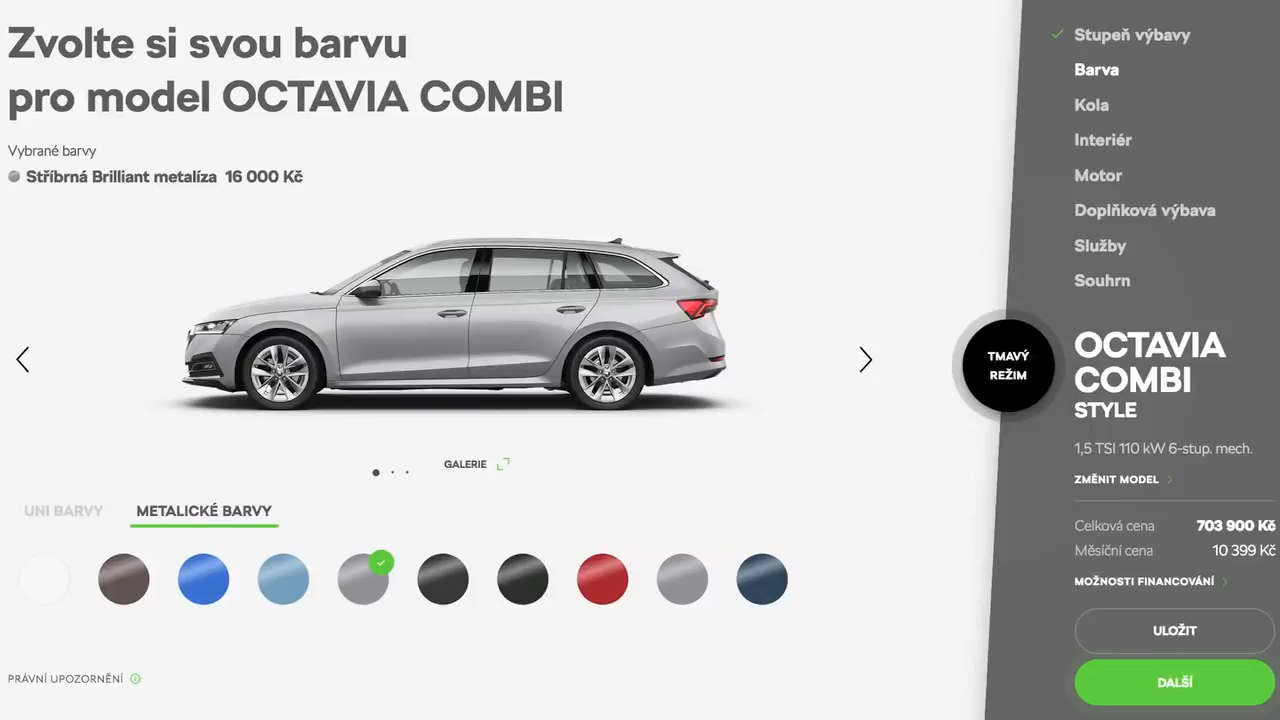 Zvolte si svou barvu
pro model OCTAVIA COMBI
Vybrané barvy
Stříbrná Brilliant metalíza 16 000 Kč
GALERIE
UNI BARVY
METALICKÉ BARVY
PRÁVNÍ UPOZORNĚNÍ
TMAVÝ
REŽIM
Stupeň výbavy
Barva
Kola
Interiér
Motor
Doplňková výbava
Služby
Souhrn
OCTAVIA
COMBI
STYLE
1,5 TSI 110 kW 6-stup. mech.
ZMĚNIT MODEL
Celková cena 703 900 Kč
Měsíční cena 10 399 Kč
MOŽNOSTI FINANCOVÁNÍ
ULOŽIT
DALŠÍ